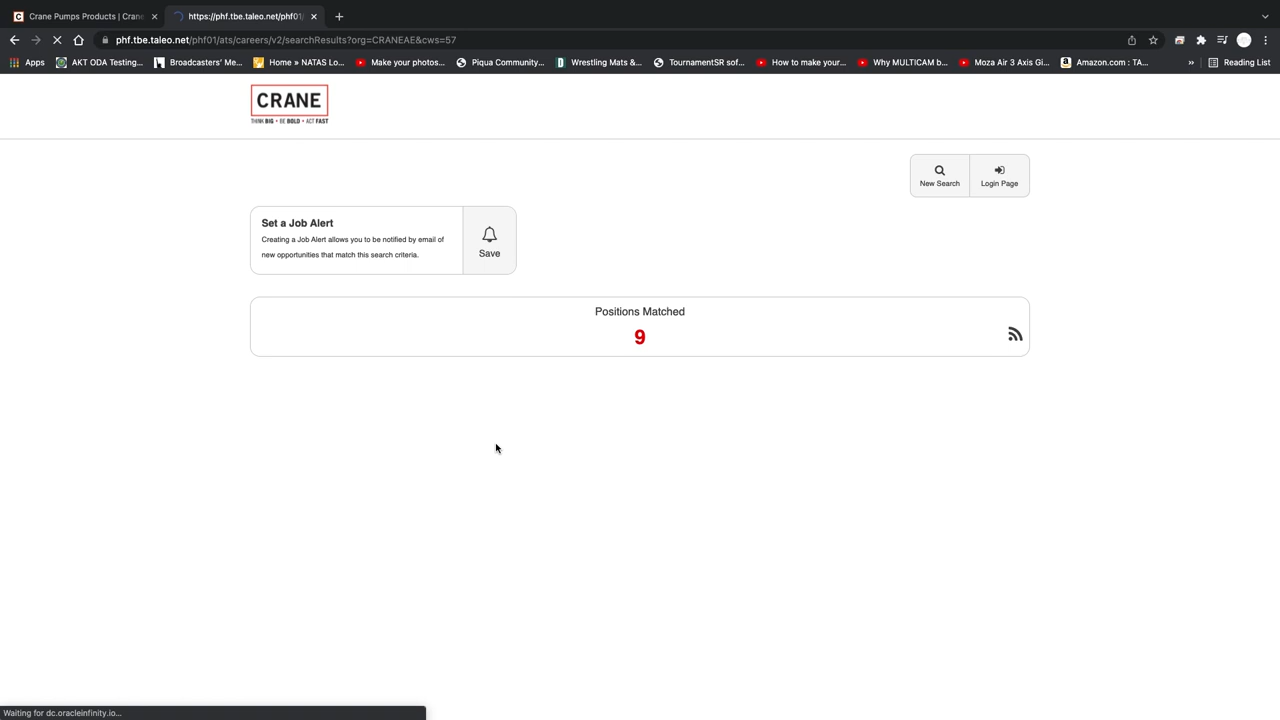 Crane Pumps Products | Crane
https://phf.tbe.taleo.net/phf01/
phf.tbe.taleo.net/phf01/ats/careers/v2/searchResults?org=CRANEAE&cws=57
Apps AKT ODA Testing... Broadcasters' Me... Home » NATAS Lo... Make your photos... Piqua Community... Wrestling Mats &... TournamentSR sof... How to make your... Why MULTICAM b... Moza Air 3 Axis Gi... Amazon.com : TA... » Reading List
CRANE
THINK BIG • BE BOLD • ACT FAST
New Search
Login Page
Set a Job Alert
Creating a Job Alert allows you to be notified by email of
new opportunities that match this search criteria.
Save
Positions Matched
9
Waiting for dc.oracleinfinity.io...